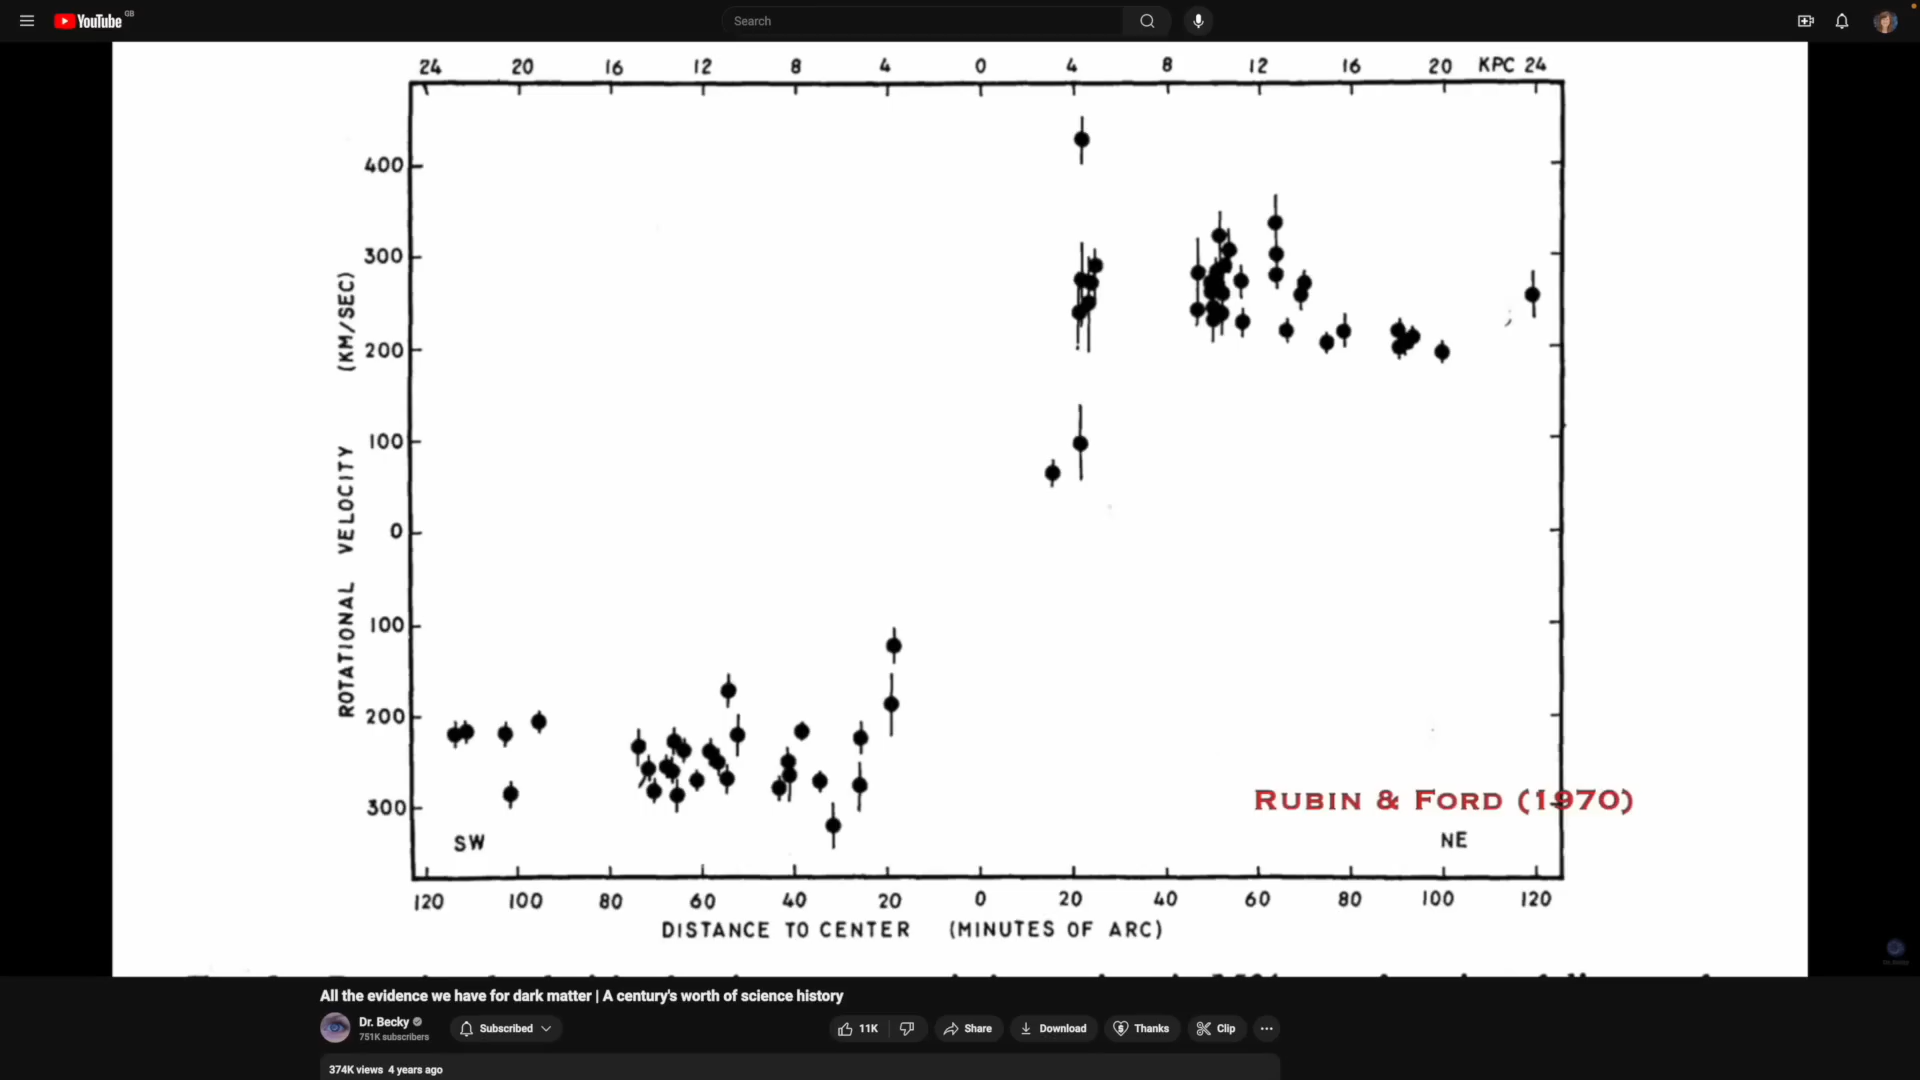 YouTube GB
Search
24 20 16 12 8 4 0 4 8 12 16 20 KPC 24
400
300
200
100
0
100
200
300
ROTATIONAL VELOCITY (KM/SEC)
RUBIN & FORD (1970)
SW NE
120 100 80 60 40 20 0 20 40 60 80 100 120
DISTANCE TO CENTER (MINUTES OF ARC)
All the evidence we have for dark matter | A century's worth of science history
Dr. Becky
751K subscribers
Subscribed
11K
Share
Download
Thanks
Clip
374K views 4 years ago